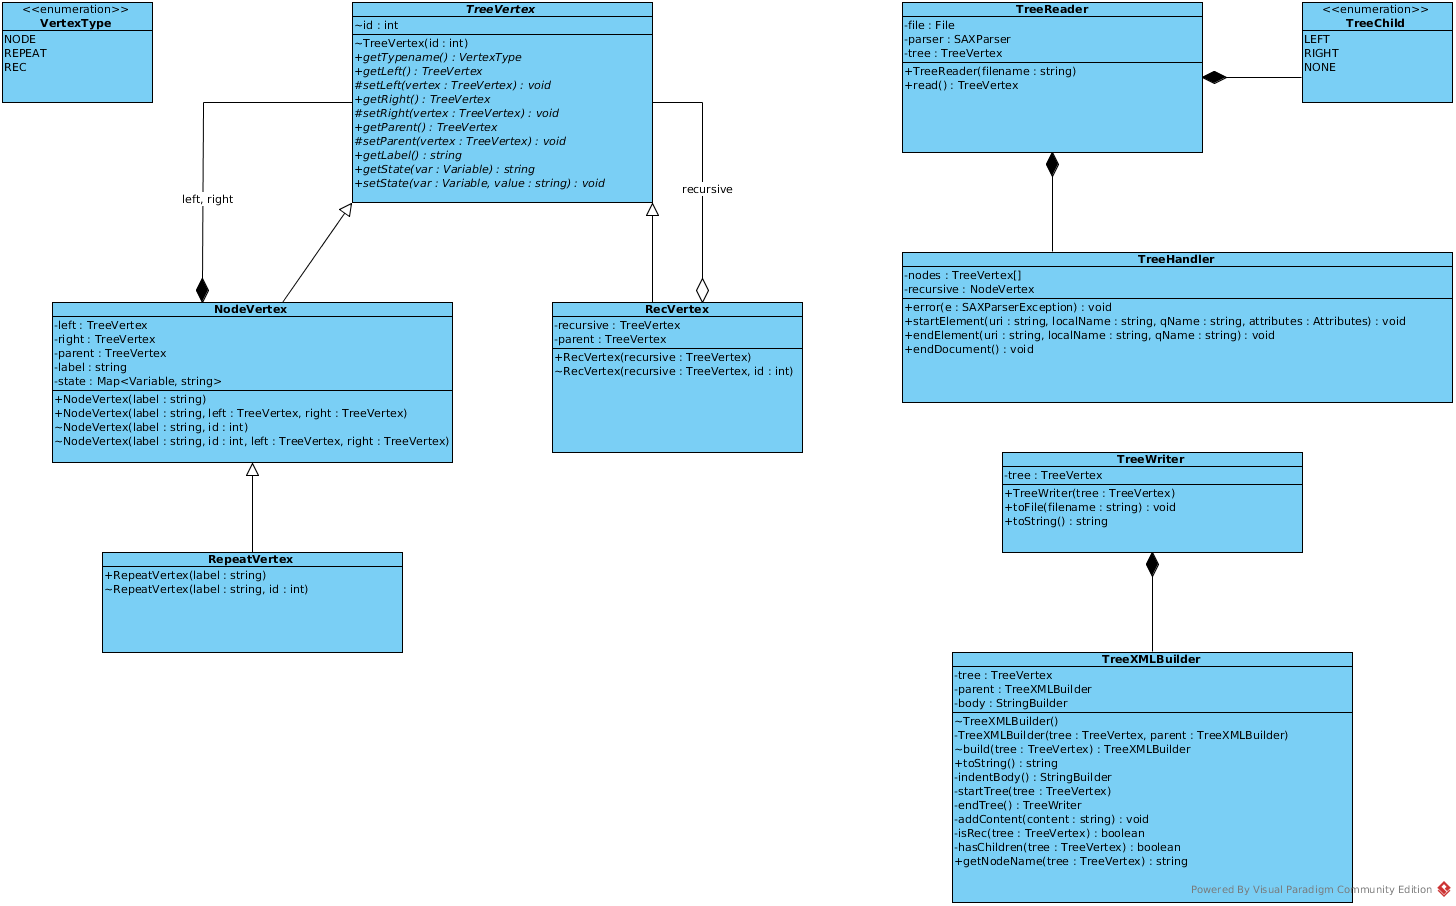 <<enumeration>>
VertexType
NODE
REPEAT
REC
TreeVertex
~id : int
~TreeVertex(id : int)
+getTypename() : VertexType
+getLeft() : TreeVertex
#setLeft(vertex : TreeVertex) : void
+getRight() : TreeVertex
#setRight(vertex : TreeVertex) : void
+getParent() : TreeVertex
#setParent(vertex : TreeVertex) : void
+getLabel() : string
+getState(var : Variable) : string
+setState(var : Variable, value : string) : void
left, right
recursive
NodeVertex
-left : TreeVertex
-right : TreeVertex
-parent : TreeVertex
-label : string
-state : Map<Variable, string>
+NodeVertex(label : string)
+NodeVertex(label : string, left : TreeVertex, right : TreeVertex)
~NodeVertex(label : string, id : int)
~NodeVertex(label : string, id : int, left : TreeVertex, right : TreeVertex)
RecVertex
-recursive : TreeVertex
-parent : TreeVertex
+RecVertex(recursive : TreeVertex)
~RecVertex(recursive : TreeVertex, id : int)
RepeatVertex
+RepeatVertex(label : string)
~RepeatVertex(label : string, id : int)
TreeReader
-file : File
-parser : SAXParser
-tree : TreeVertex
+TreeReader(filename : string)
+read() : TreeVertex
<<enumeration>>
TreeChild
LEFT
RIGHT
NONE
TreeHandler
-nodes : TreeVertex[]
-recursive : NodeVertex
+error(e : SAXParserException) : void
+startElement(uri : string, localName : string, qName : string, attributes : Attributes) : void
+endElement(uri : string, localName : string, qName : string) : void
+endDocument() : void
TreeWriter
-tree : TreeVertex
+TreeWriter(tree : TreeVertex)
+toFile(filename : string) : void
+toString() : string
TreeXMLBuilder
-tree : TreeVertex
-parent : TreeXMLBuilder
-body : StringBuilder
~TreeXMLBuilder()
-TreeXMLBuilder(tree : TreeVertex, parent : TreeXMLBuilder)
~build(tree : TreeVertex) : TreeXMLBuilder
+toString() : string
-indentBody() : StringBuilder
-startTree(tree : TreeVertex)
-endTree() : TreeWriter
-addContent(content : string) : void
-isRec(tree : TreeVertex) : boolean
-hasChildren(tree : TreeVertex) : boolean
+getNodeName(tree : TreeVertex) : string
Powered By Visual Paradigm Community Edition